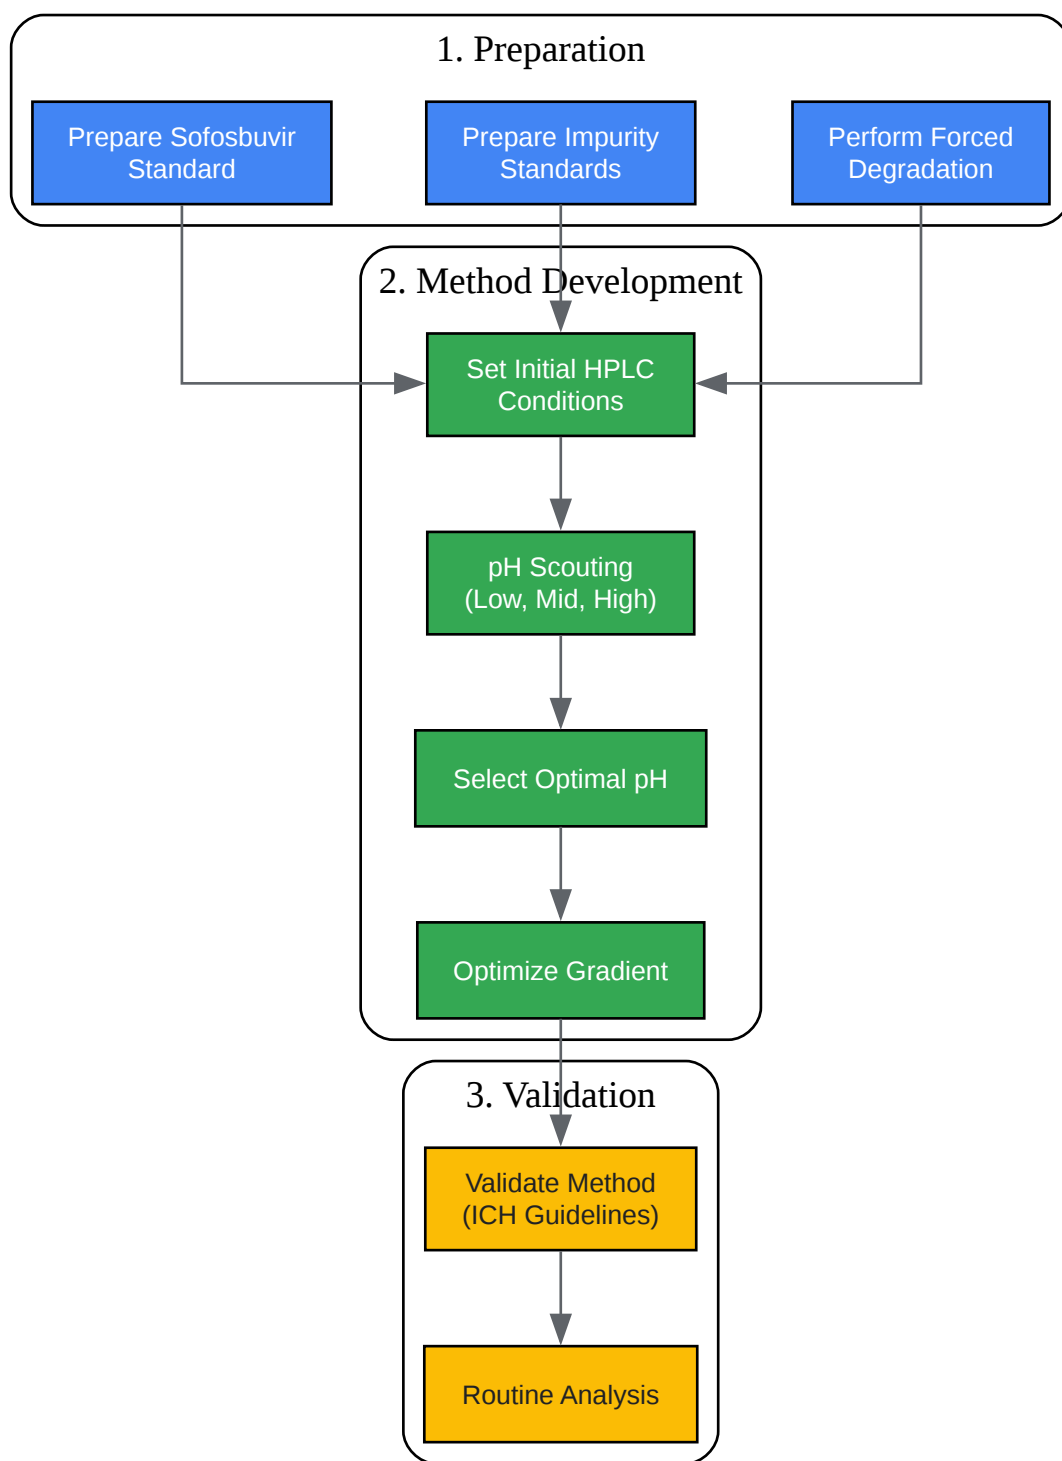 1. Preparation
Prepare Sofosbuvir
Standard
Prepare Impurity
Standards
Perform Forced
Degradation
2. Method Development
Set Initial HPLC
Conditions
pH Scouting
(Low, Mid, High)
Select Optimal pH
Optimize Gradient
3. Validation
Validate Method
(ICH Guidelines)
Routine Analysis